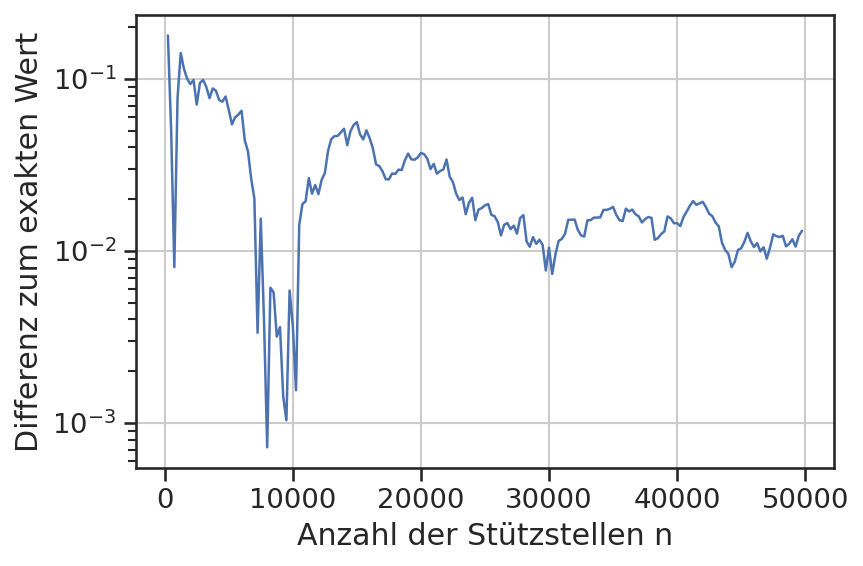 Differenz zum exakten Wert
10⁻¹
10⁻²
10⁻³
0 10000 20000 30000 40000 50000
Anzahl der Stützstellen n